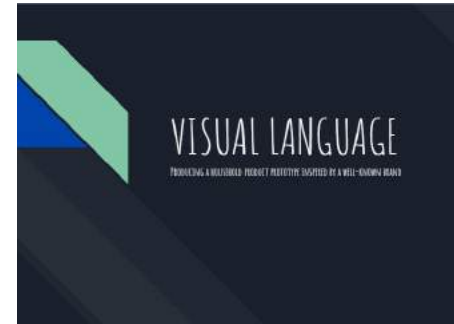 VISUAL LANGUAGE
PRODUCING A HOUSEHOLD PRODUCT PROTOTYPE INSPIRED BY A WELL-KNOWN BRAND